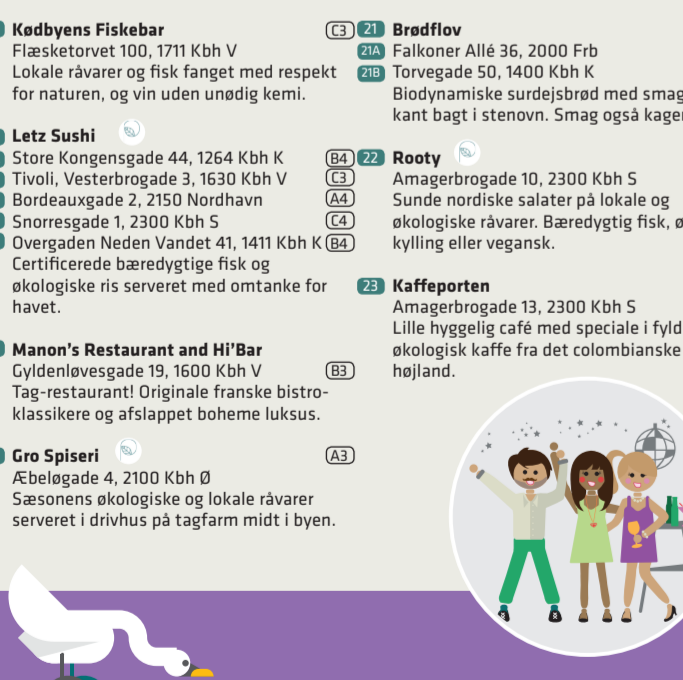 Kødbyens Fiskebar C3
Flæsketorvet 100, 1711 Kbh V
Lokale råvarer og fisk fanget med respekt
for naturen, og vin uden unødig kemi.
Letz Sushi
Store Kongensgade 44, 1264 Kbh K B4
Tivoli, Vesterbrogade 3, 1630 Kbh V C3
Bordeauxgade 2, 2150 Nordhavn A4
Snorresgade 1, 2300 Kbh S C4
Overgaden Neden Vandet 41, 1411 Kbh K B4
Certificerede bæredygtige fisk og
økologiske ris serveret med omtanke for
havet.
Manon's Restaurant and Hi'Bar
Gyldenløvesgade 19, 1600 Kbh V B3
Tag-restaurant! Originale franske bistro-
klassikere og afslappet boheme luksus.
Gro Spiseri A3
Æbeløgade 4, 2100 Kbh Ø
Sæsonens økologiske og lokale råvarer
serveret i drivhus på tagfarm midt i byen.
21 Brødflov
21A Falkoner Allé 36, 2000 Frb
21B Torvegade 50, 1400 Kbh K
Biodynamiske surdejsbrød med smag
kant bagt i stenovn. Smag også
22 Rooty
Amagerbrogade 10, 2300 Kbh S
Sunde nordiske salater på lokale og
økologiske råvarer. Bæredygtig fisk,
kylling eller vegansk.
23 Kaffeporten
Amagerbrogade 13, 2300 Kbh S
Lille hyggelig café med speciale i
økologisk kaffe fra det colombianske
højland.